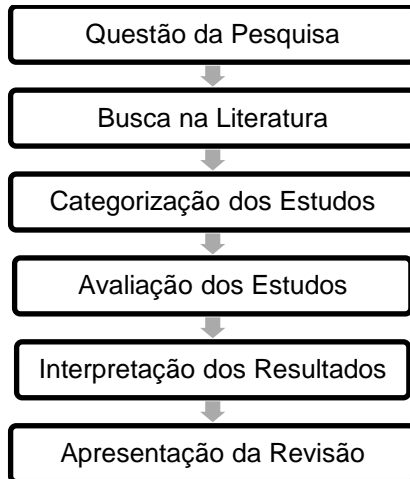 Questão da Pesquisa
Busca na Literatura
Categorização dos Estudos
Avaliação dos Estudos
Interpretação dos Resultados
Apresentação da Revisão